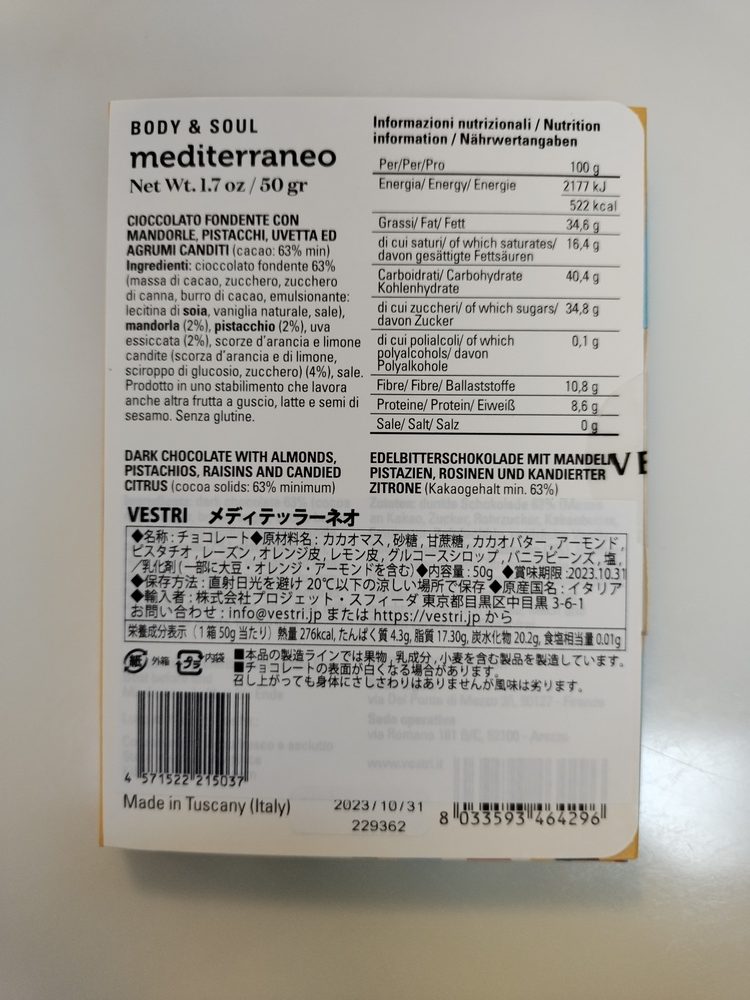 BODY & SOUL
mediterraneo
Net Wt. 1.7 oz / 50 gr
CIOCCOLATO FONDENTE CON
MANDORLE, PISTACCHI, UVETTA ED
AGRUMI CANDITI (cacao: 63% min)
Ingredienti: cioccolato fondente 63%
(massa di cacao, zucchero, zucchero
di canna, burro di cacao, emulsionante:
lecitina di soia, vaniglia naturale, sale),
mandorla (2%), pistacchio (2%), uva
essiccata (2%), scorze d'arancia e limone
candite (scorza d'arancia e di limone,
sciroppo di glucosio, zucchero) (4%), sale.
Prodotto in uno stabilimento che lavora
anche altra frutta a guscio, latte e semi di
sesamo. Senza glutine.
DARK CHOCOLATE WITH ALMONDS,
PISTACHIOS, RAISINS AND CANDIED
CITRUS (cocoa solids: 63% minimum)
Informazioni nutrizionali / Nutrition
information / Nährwertangaben
Per/Per/Pro 100 g
Energia/ Energy/ Energie 2177 kJ
522 kcal
Grassi/ Fat/ Fett 34,6 g
di cui saturi/ of which saturates/ 16,4 g
davon gesättigte Fettsäuren
Carboidrati/ Carbohydrate 40,4 g
Kohlenhydrate
di cui zuccheri/ of which sugars/ 34,8 g
davon Zucker
di cui polialcoli/ of which 0,1 g
polyalcohols/ davon
Polyalkohole
Fibre/ Fibre/ Ballaststoffe 10,8 g
Proteine/ Protein/ Eiweiß 8,6 g
Sale/ Salt/ Salz 0 g
EDELBITTERSCHOKOLADE MIT MANDELN
PISTAZIEN, ROSINEN UND KANDIERTER
ZITRONE (Kakaogehalt min. 63%)
VE
VESTRI メディテッラーネオ
◆名称:チョコレート◆原材料名:カカオマス,砂糖,甘蔗糖,カカオバター,アーモンド,
ピスタチオ,レーズン,オレンジ皮,レモン皮,グルコースシロップ,バニラビーンズ,塩,
/乳化剤(一部に大豆・オレンジ・アーモンドを含む)◆内容量:50g ◆賞味期限:2023.10.31
◆保存方法:直射日光を避け 20℃以下の涼しい場所で保存 ◆原産国名:イタリア
◆輸入者:株式会社プロジェット・スフィーダ 東京都目黒区中目黒 3-6-1
お問い合わせ:info@vestri.jp または https://vestri.jp から
栄養成分表示(1箱50g当たり)熱量 276kcal, たんぱく質 4.3g, 脂質 17.30g, 炭水化物 20.2g, 食塩相当量 0.01g
紙 外箱 プラ 内袋
■本品の製造ラインでは果物,乳成分,小麦を含む製品を製造しています。
■チョコレートの表面が白くなる場合があります。
召し上がっても身体にさしさわりはありませんが風味は劣ります。
via Romana
www.vestri.it
4 571522 215037
Made in Tuscany (Italy)
2023/10/31
229362
8 033593 464296